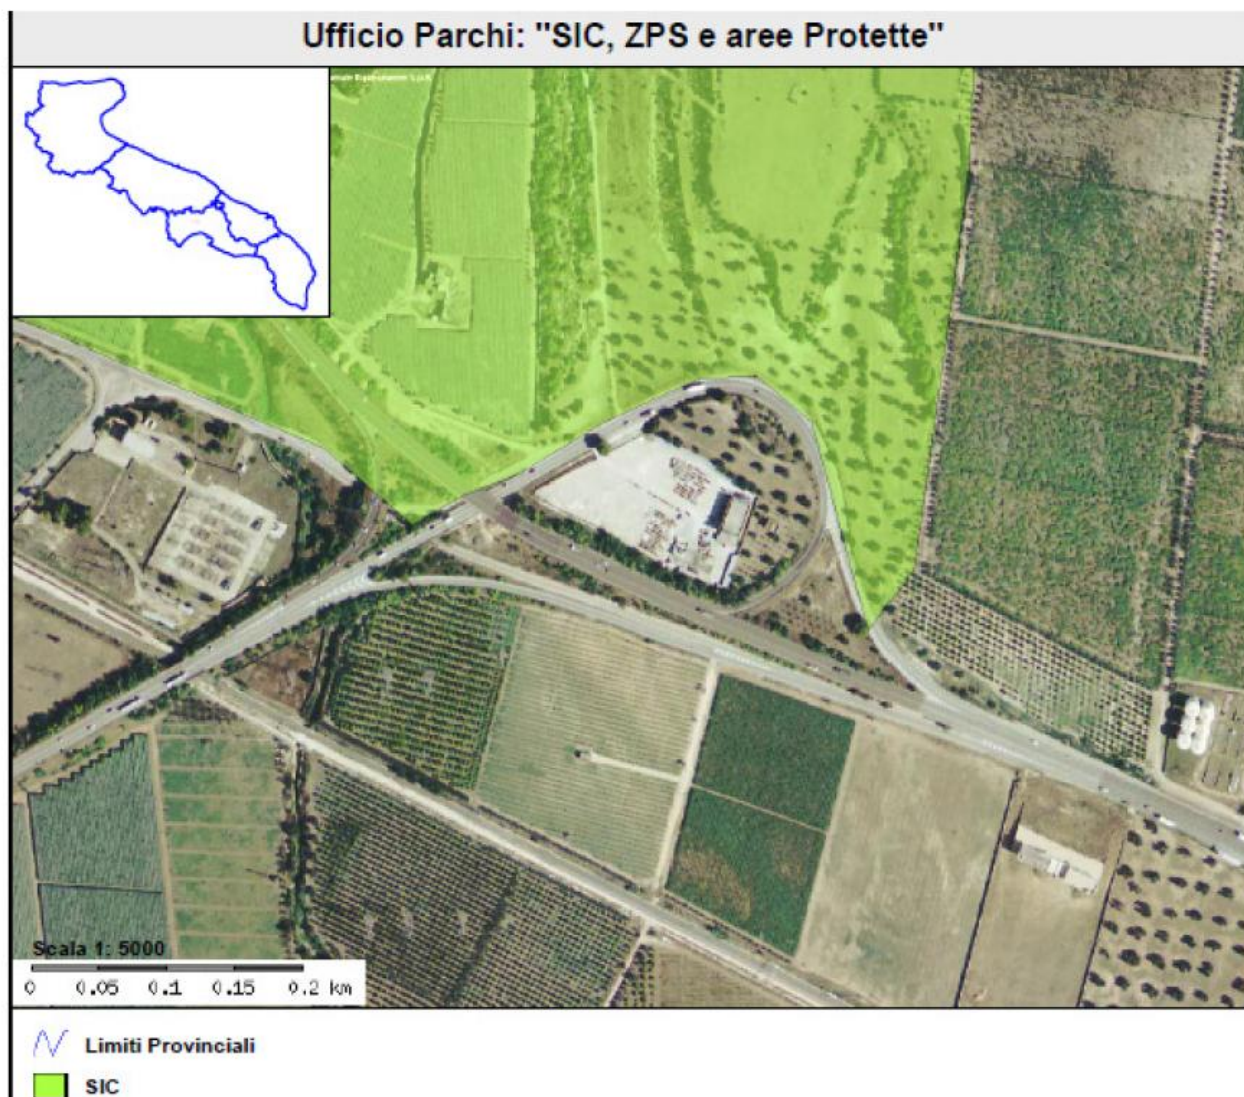 Ufficio Parchi: "SIC, ZPS e aree Protette"
Scala 1: 5000
0 0.05 0.1 0.15 0.2 km
Limiti Provinciali
SIC